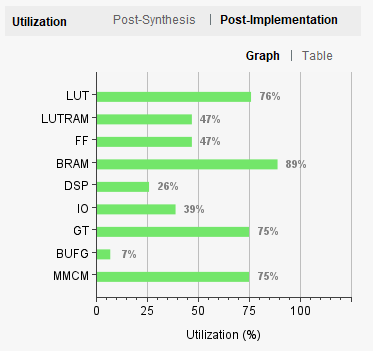 Utilization Post-Synthesis | Post-Implementation
Graph | Table
LUT 76%
LUTRAM 47%
FF 47%
BRAM 89%
DSP 26%
IO 39%
GT 75%
BUFG 7%
MMCM 75%
0 25 50 75 100
Utilization (%)